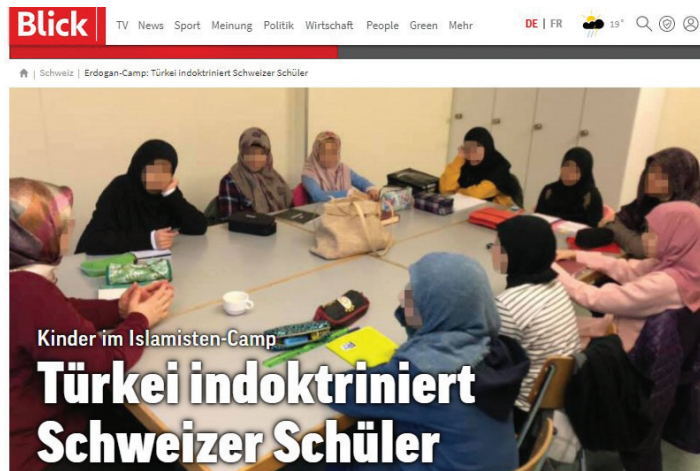 Blick TV News Sport Meinung Politik Wirtschaft People Green Mehr DE | FR 19°
Schweiz | Erdogan-Camp: Türkei indoktriniert Schweizer Schüler
Kinder im Islamisten-Camp
Türkei indoktriniert
Schweizer Schüler